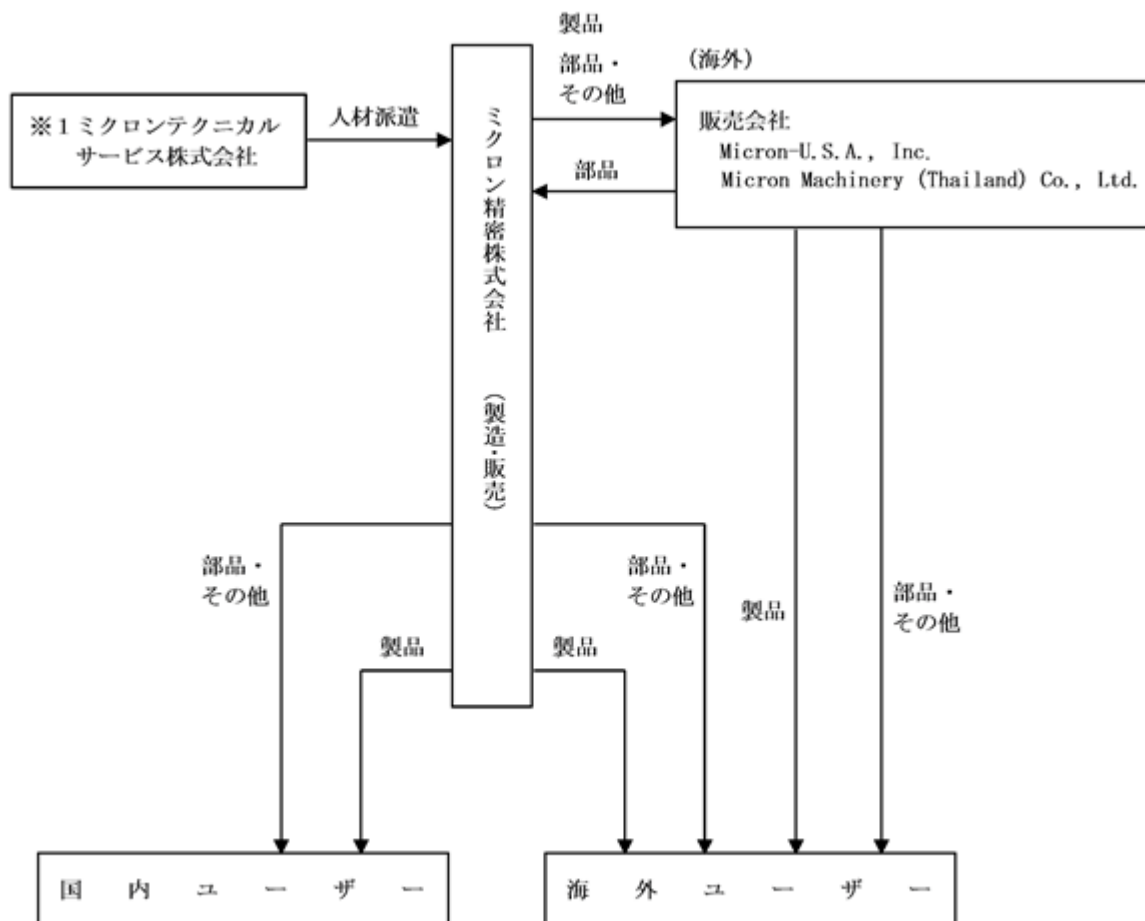 製品
部品・
その他
(海外)
※1ミクロンテクニカル
サービス株式会社
人材派遣
ミクロン精密株式会社 (製造・販売)
販売会社
Micron-U.S.A., Inc.
Micron Machinery (Thailand) Co., Ltd.
部品
部品・
その他
製品
部品・
その他
製品
製品
部品・
その他
国内ユーザー
海外ユーザー